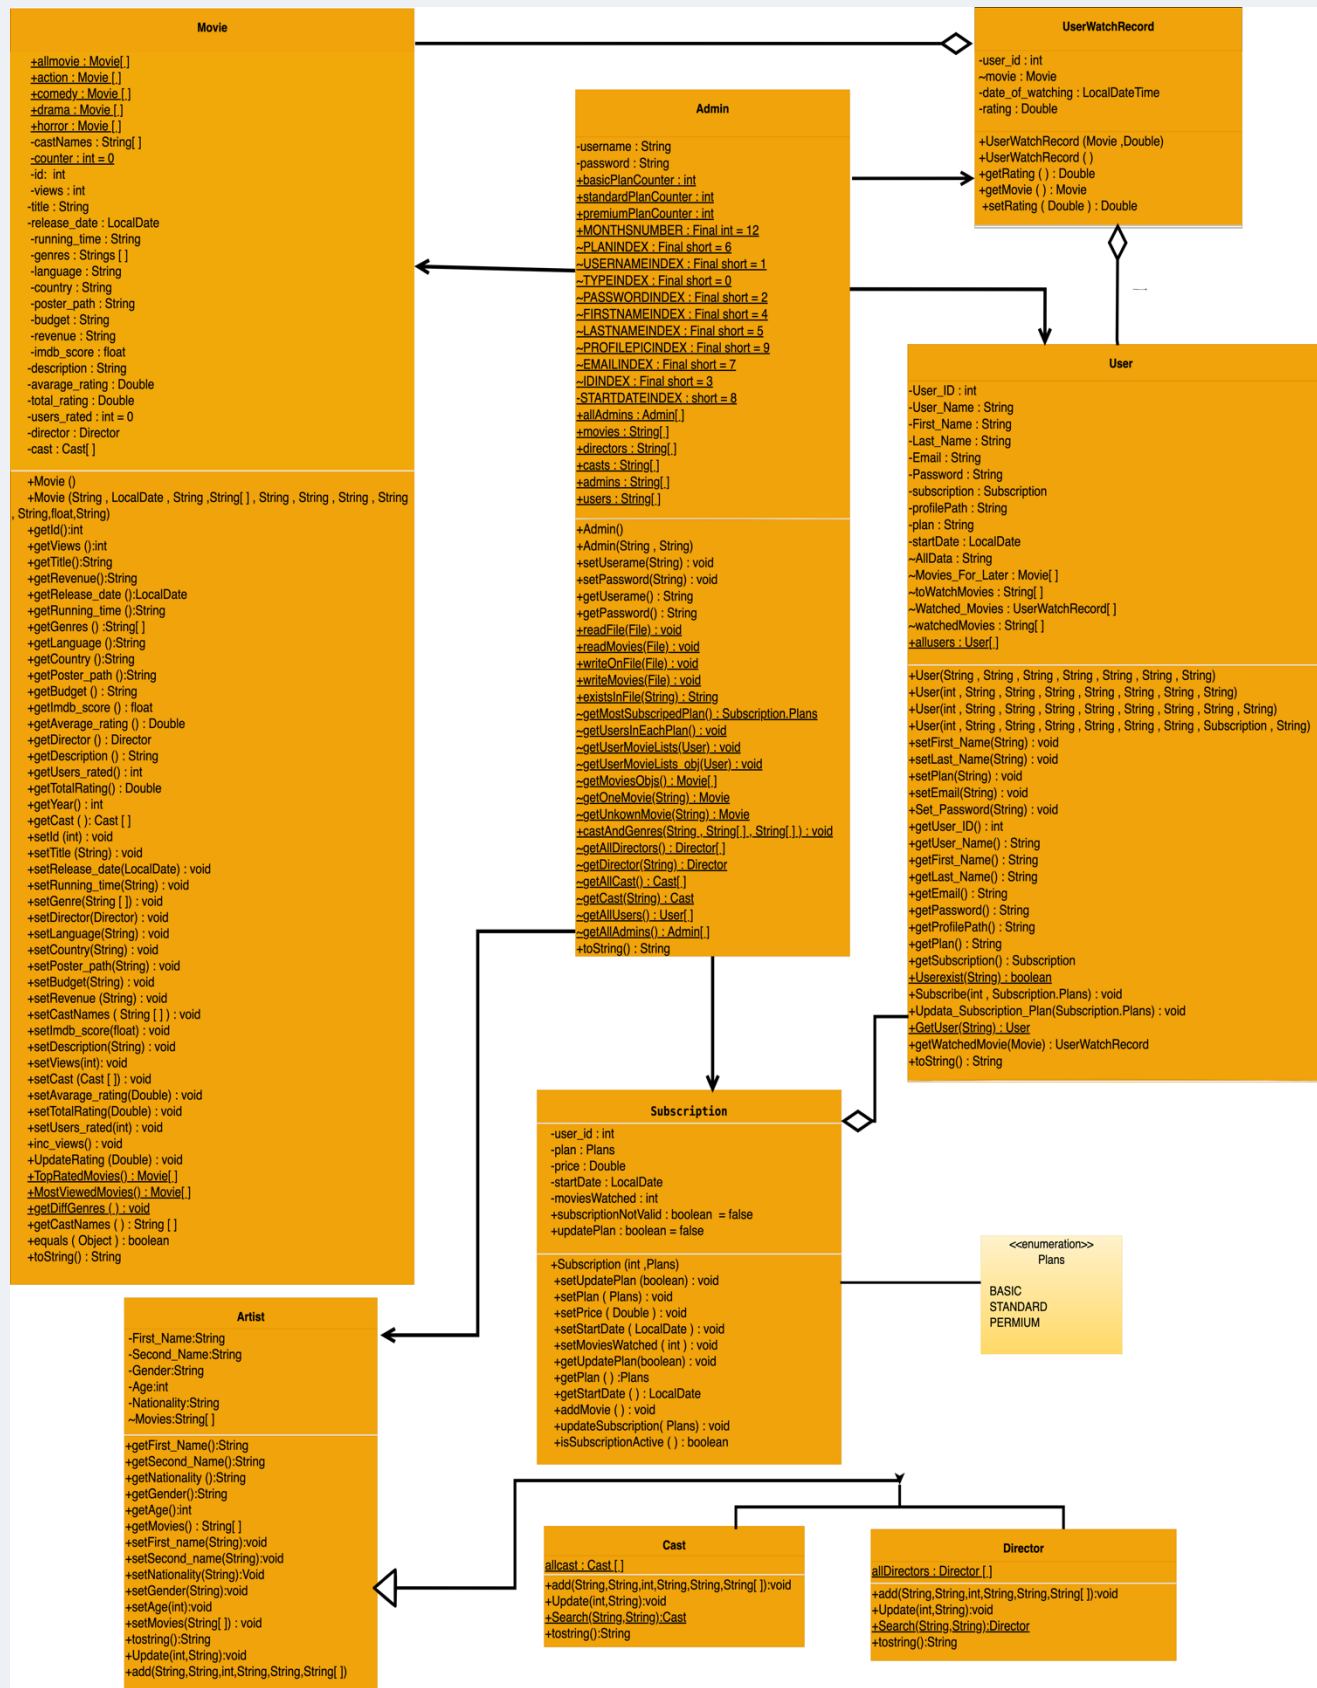 Movie
+allmovie : Movie[ ]
+action : Movie [ ]
+comedy : Movie [ ]
+drama : Movie [ ]
+horror : Movie [ ]
-castNames : String[ ]
-counter : int = 0
-id: int
-views : int
-title : String
-release_date : LocalDate
-running_time : String
-genres : Strings [ ]
-language : String
-country : String
-poster_path : String
-budget : String
-revenue : String
-imdb_score : float
-description : String
-avarage_rating : Double
-total_rating : Double
-users_rated : int = 0
-director : Director
-cast : Cast[ ]
+Movie ()
+Movie (String , LocalDate , String ,String[ ] , String , String , String , String
, String,float,String)
+getId():int
+getViews ():int
+getTitle():String
+getRevenue():String
+getRelease_date ():LocalDate
+getRunning_time ():String
+getGenres () :String[ ]
+getLanguage ():String
+getCountry ():String
+getPoster_path ():String
+getBudget () : String
+getImdb_score () : float
+getAverage_rating () : Double
+getDirector () : Director
+getDescription () : String
+getUsers_rated() : int
+getTotalRating() : Double
+getYear() : int
+getCast ( ): Cast [ ]
+setId (int) : void
+setTitle (String) : void
+setRelease_date(LocalDate) : void
+setRunning_time(String) : void
+setGenre(String [ ]) : void
+setDirector(Director) : void
+setLanguage(String) : void
+setCountry(String) : void
+setPoster_path(String) : void
+setBudget(String) : void
+setRevenue (String) : void
+setCastNames ( String [ ] ) : void
+setImdb_score(float) : void
+setDescription(String) : void
+setViews(int): void
+setCast (Cast [ ]) : void
+setAvarage_rating(Double) : void
+setTotalRating(Double) : void
+setUsers_rated(int) : void
+inc_views() : void
+UpdateRating (Double) : void
+TopRatedMovies() : Movie[ ]
+MostViewedMovies() : Movie[ ]
+getDiffGenres ( ) : void
+getCastNames ( ) : String [ ]
+equals ( Object ) : boolean
+toString() : String
Admin
-username : String
-password : String
+basicPlanCounter : int
+standardPlanCounter : int
+premiumPlanCounter : int
+MONTHSNUMBER : Final int = 12
~PLANINDEX : Final short = 6
~USERNAMEINDEX : Final short = 1
~TYPEINDEX : Final short = 0
~PASSWORDINDEX : Final short = 2
~FIRSTNAMEINDEX : Final short = 4
~LASTNAMEINDEX : Final short = 5
~PROFILEPICINDEX : Final short = 9
~EMAILINDEX : Final short = 7
~IDINDEX : Final short = 3
-STARTDATEINDEX : short = 8
+allAdmins : Admin[ ]
+movies : String[ ]
+directors : String[ ]
+casts : String[ ]
+admins : String[ ]
+users : String[ ]
+Admin()
+Admin(String , String)
+setUserame(String) : void
+setPassword(String) : void
+getUserame() : String
+getPassword() : String
+readFile(File) : void
+readMovies(File) : void
+writeOnFile(File) : void
+writeMovies(File) : void
+existsInFile(String) : String
~getMostSubscripedPlan() : Subscription.Plans
~getUsersInEachPlan() : void
~getUserMovieLists(User) : void
~getUserMovieLists_obj(User) : void
~getMoviesObjs() : Movie[ ]
~getOneMovie(String) : Movie
~getUnkownMovie(String) : Movie
+castAndGenres(String , String[ ] , String[ ] ) : void
~getAllDirectors() : Director[ ]
~getDirector(String) : Director
~getAllCast() : Cast[ ]
~getCast(String) : Cast
~getAllUsers() : User[ ]
~getAllAdmins() : Admin[ ]
+toString() : String
UserWatchRecord
-user_id : int
~movie : Movie
-date_of_watching : LocalDateTime
-rating : Double
+UserWatchRecord (Movie ,Double)
+UserWatchRecord ( )
+getRating ( ) : Double
+getMovie ( ) : Movie
+setRating ( Double ) : Double
User
-User_ID : int
-User_Name : String
-First_Name : String
-Last_Name : String
-Email : String
-Password : String
-subscription : Subscription
-profilePath : String
-plan : String
-startDate : LocalDate
~AllData : String
~Movies_For_Later : Movie[ ]
~toWatchMovies : String[ ]
~Watched_Movies : UserWatchRecord[ ]
~watchedMovies : String[ ]
+allusers : User[ ]
+User(String , String , String , String , String , String)
+User(int , String , String , String , String , String , String)
+User(int , String , String , String , String , String , String , String)
+User(int , String , String , String , String , String , Subscription , String)
+setFirst_Name(String) : void
+setLast_Name(String) : void
+setPlan(String) : void
+setEmail(String) : void
+Set_Password(String) : void
+getUser_ID() : int
+getUser_Name() : String
+getFirst_Name() : String
+getLast_Name() : String
+getEmail() : String
+getPassword() : String
+getProfilePath() : String
+getPlan() : String
+getSubscription() : Subscription
+Userexist(String) : boolean
+Subscribe(int , Subscription.Plans) : void
+Updata_Subscription_Plan(Subscription.Plans) : void
+GetUser(String) : User
+getWatchedMovie(Movie) : UserWatchRecord
+toString() : String
Subscription
-user_id : int
-plan : Plans
-price : Double
-startDate : LocalDate
-moviesWatched : int
+subscriptionNotValid : boolean = false
+updatePlan : boolean = false
+Subscription (int ,Plans)
+setUpdatePlan (boolean) : void
+setPlan ( Plans) : void
+setPrice ( Double ) : void
+setStartDate ( LocalDate ) : void
+setMoviesWatched ( int ) : void
+getUpdatePlan(boolean) : void
+getPlan ( ) :Plans
+getStartDate ( ) : LocalDate
+addMovie ( ) : void
+updateSubscription( Plans) : void
+isSubscriptionActive ( ) : boolean
<<enumeration>>
Plans
BASIC
STANDARD
PERMIUM
Artist
-First_Name:String
-Second_Name:String
-Gender:String
-Age:int
-Nationality:String
~Movies:String[ ]
+getFirst_Name():String
+getSecond_Name():String
+getNationality ():String
+getGender():String
+getAge():int
+getMovies() : String[ ]
+setFirst_name(String):void
+setSecond_name(String):void
+setNationality(String):Void
+setGender(String):void
+setAge(int):void
+setMovies(String[ ]) : void
+tostring():String
+Update(int,String):void
+add(String,String,int,String,String,String[ ])
Cast
allcast : Cast [ ]
+add(String,String,int,String,String,String[ ]):void
+Update(int,String):void
+Search(String,String):Cast
+tostring():String
Director
allDirectors : Director [ ]
+add(String,String,int,String,String,String[ ]):void
+Update(int,String):void
+Search(String,String):Director
+tostring():String